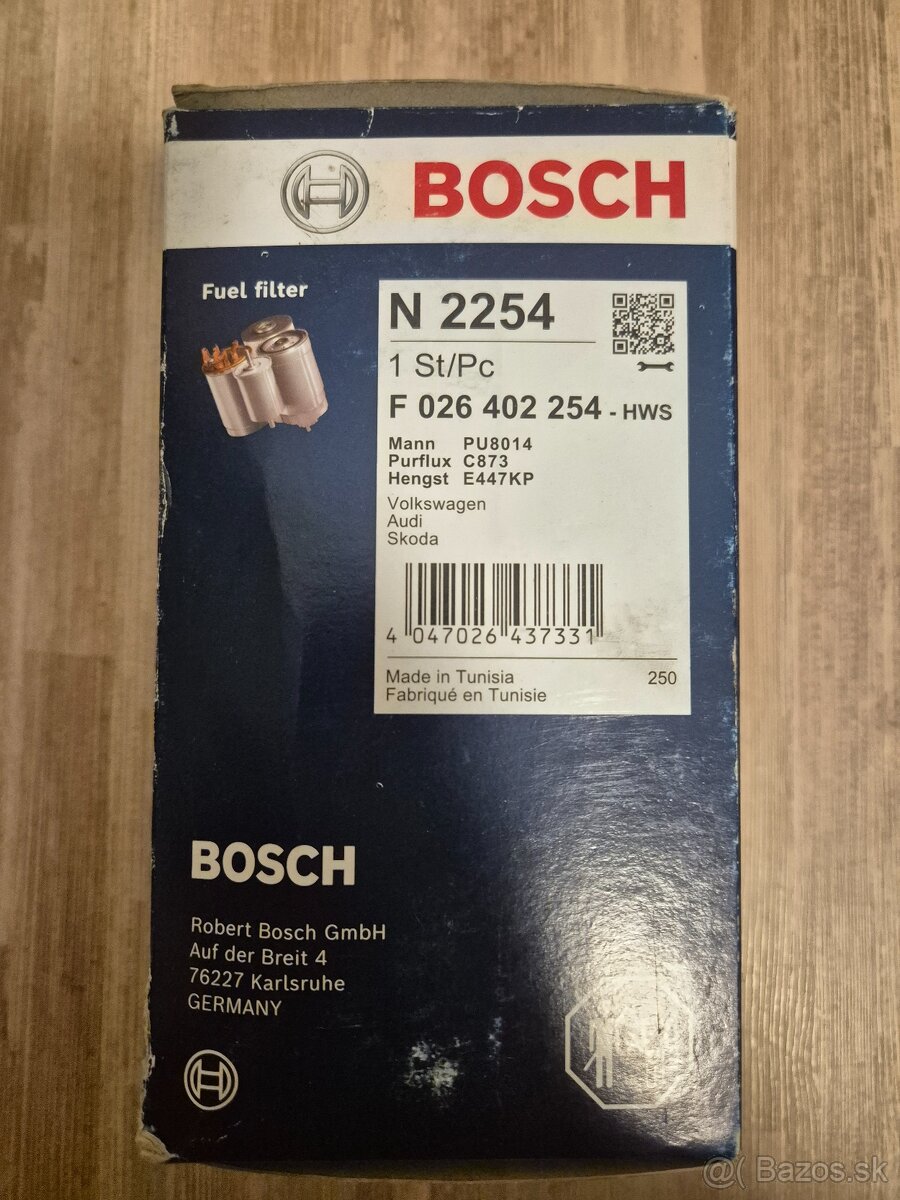 BOSCH
Fuel filter
N 2254
1 St/Pc
F 026 402 254 - HWS
Mann PU8014
Purflux C873
Hengst E447KP
Volkswagen
Audi
Skoda
4 047026 437331
Made in Tunisia 250
Fabriqué en Tunisie
BOSCH
Robert Bosch GmbH
Auf der Breit 4
76227 Karlsruhe
GERMANY
@( Bazos.sk